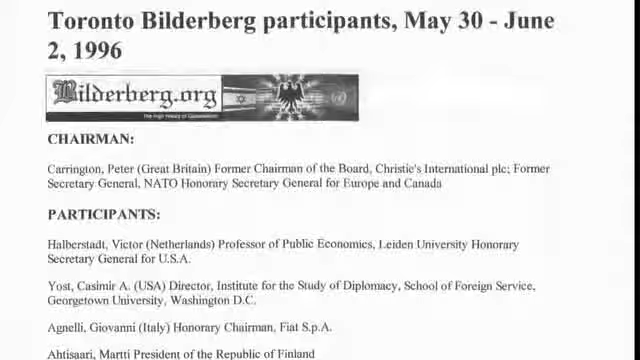 Toronto Bilderberg participants, May 30 - June
2, 1996
Bilderberg.org
CHAIRMAN:
Carrington, Peter (Great Britain) Former Chairman of the Board, Christie's International plc; Former
Secretary General, NATO Honorary Secretary General for Europe and Canada
PARTICIPANTS:
Halberstadt, Victor (Netherlands) Professor of Public Economics, Leiden University Honorary
Secretary General for U.S.A.
Yost, Casimir A. (USA) Director, Institute for the Study of Diplomacy, School of Foreign Service,
Georgetown University, Washington D.C.
Agnelli, Giovanni (Italy) Honorary Chairman, Fiat S.p.A.
Ahtisaari, Martti President of the Republic of Finland